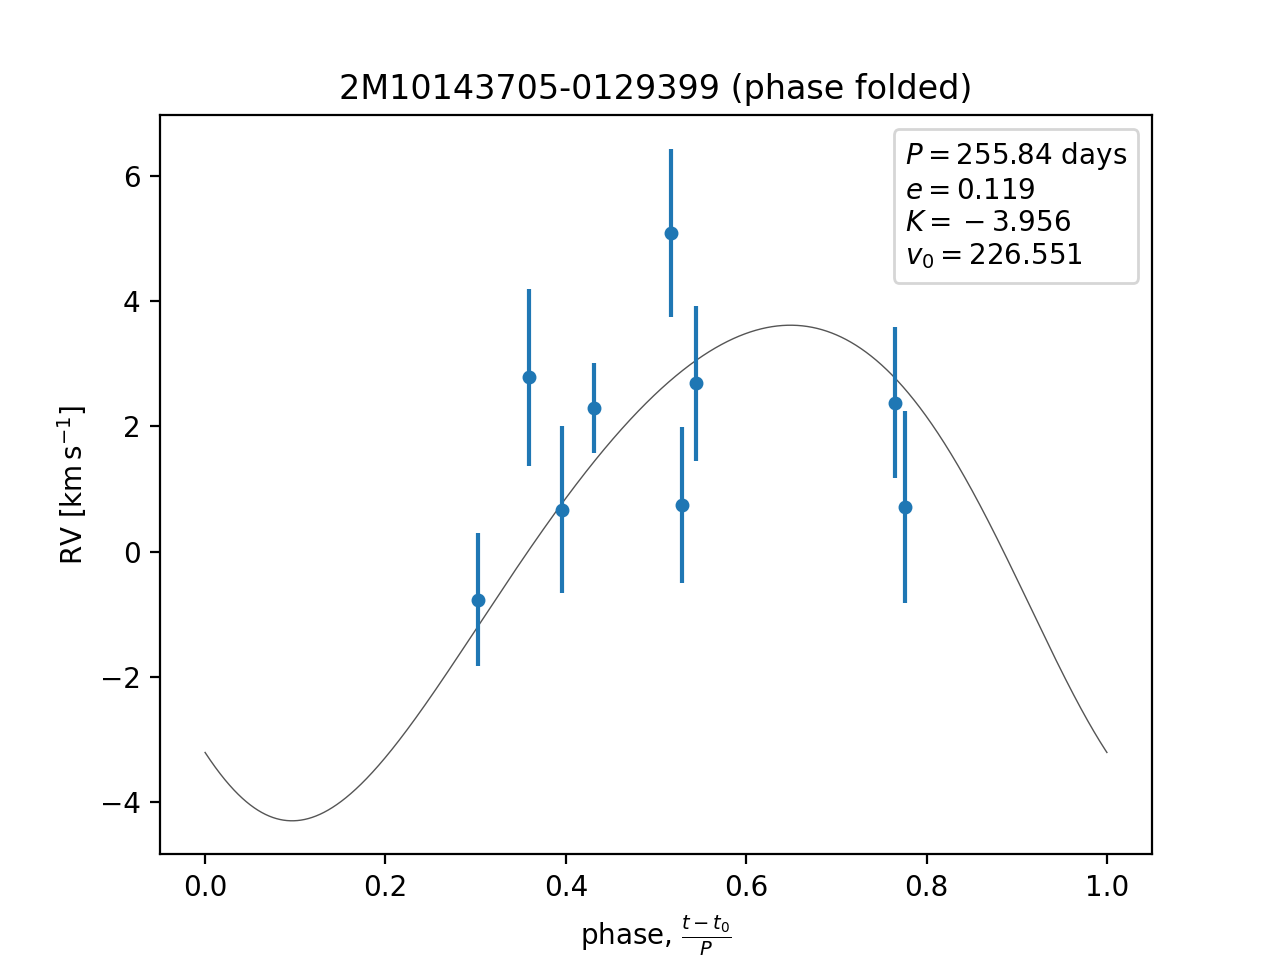 2M10143705-0129399 (phase folded)
P = 255.84 days
e = 0.119
K = −3.956
v₀ = 226.551
RV [km s⁻¹]
6
4
2
0
−2
−4
0.0 0.2 0.4 0.6 0.8 1.0
phase, (t − t₀)/P